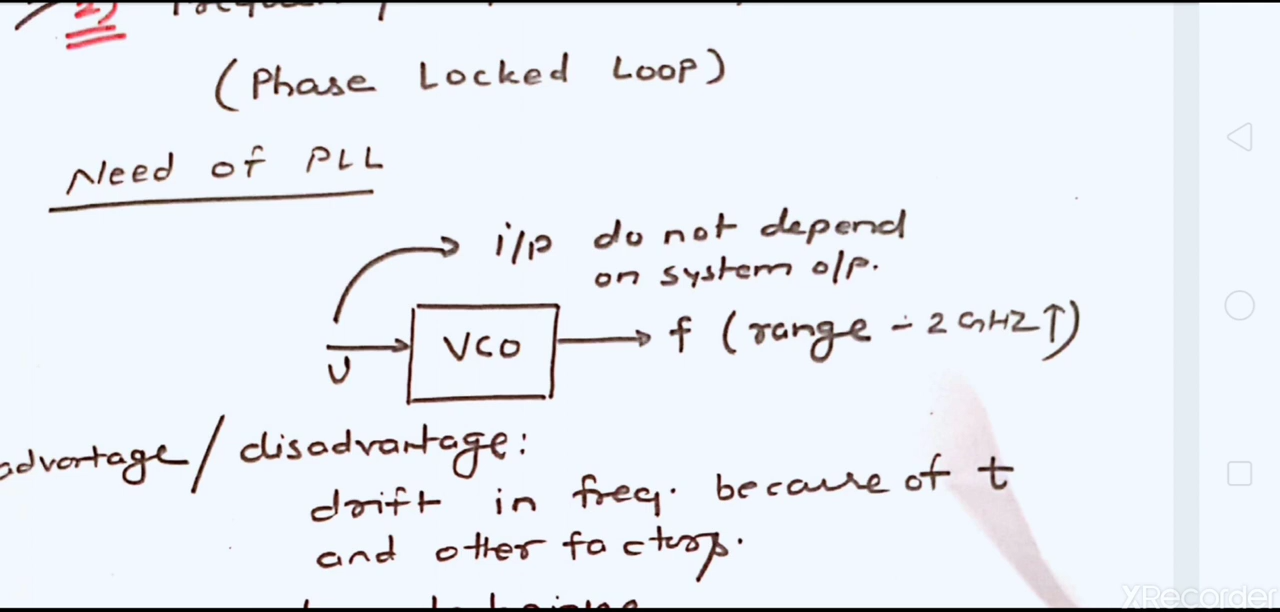 2)
(Phase Locked Loop)
Need of PLL
i/p do not depend
on system o/p.
V
VCO
f (range - 2GHZ↑)
advantage/disadvantage:
drift in freq. because of t
and other factors.
XRecorder